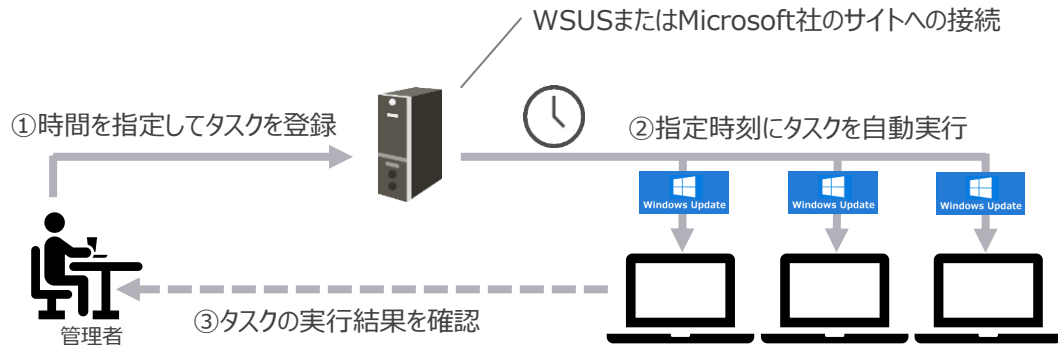 WSUSまたはMicrosoft社のサイトへの接続
①時間を指定してタスクを登録
②指定時刻にタスクを自動実行
Windows Update
Windows Update
Windows Update
③タスクの実行結果を確認
管理者